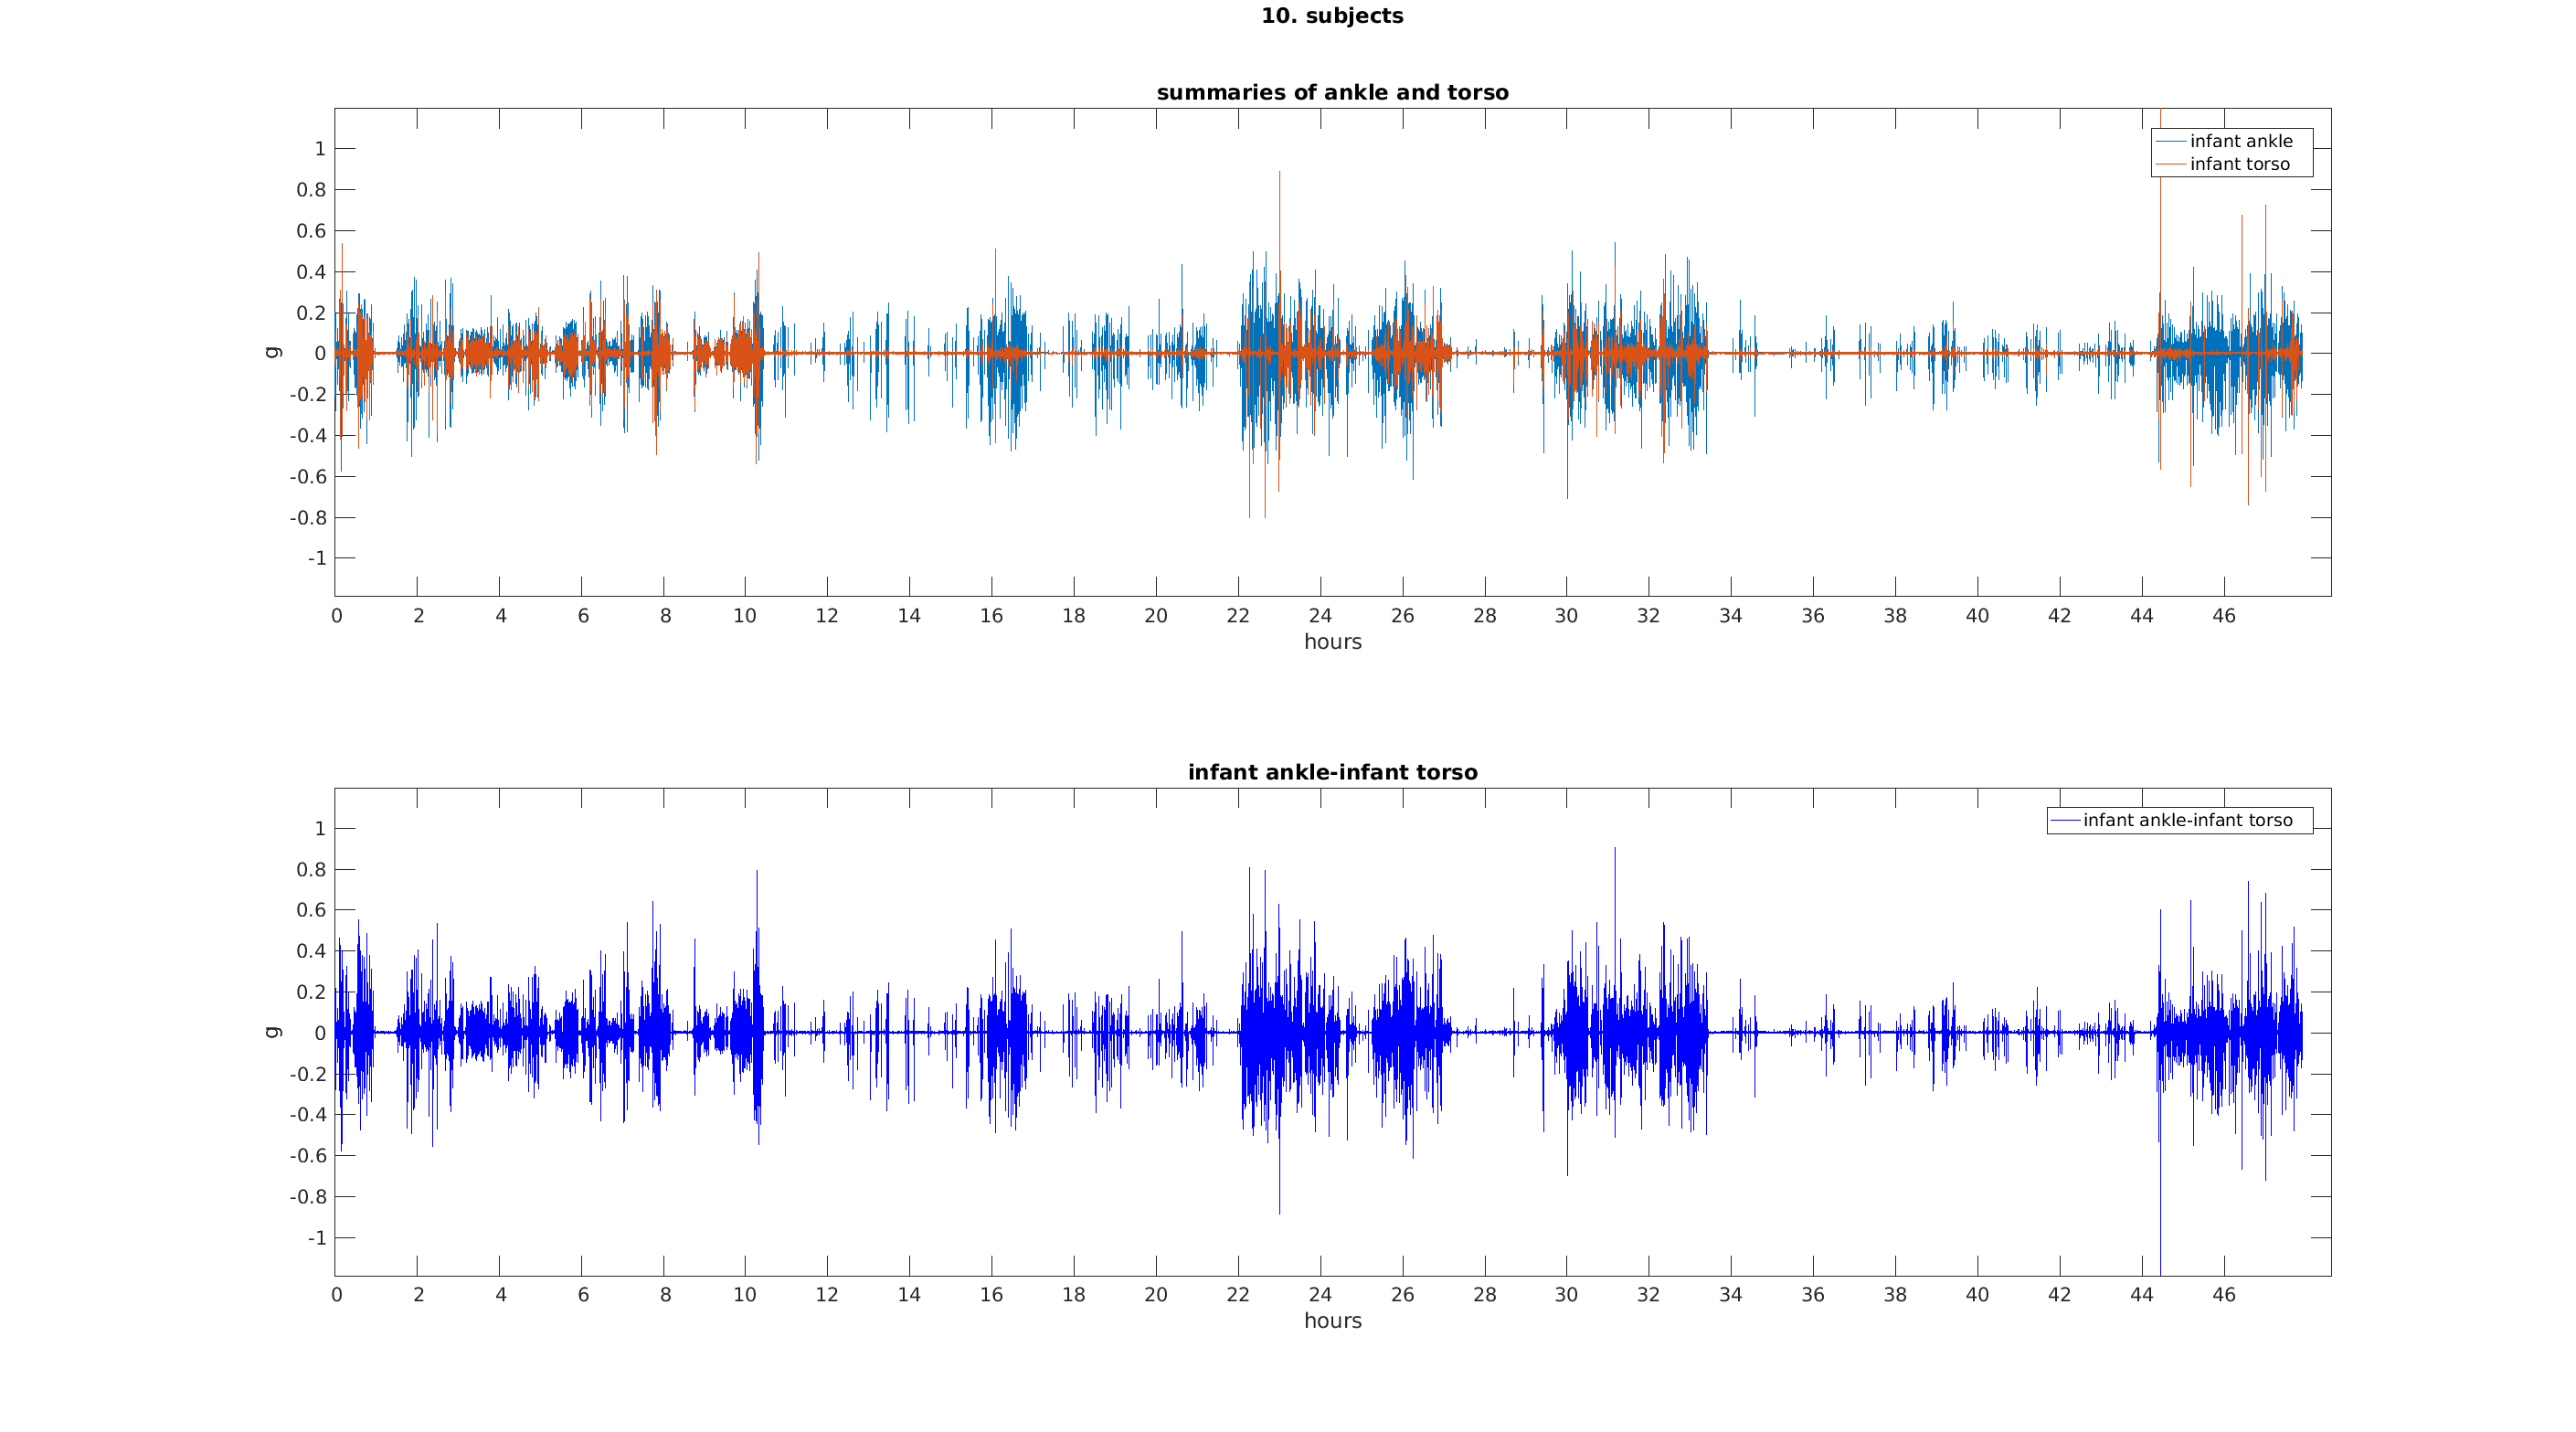 10. subjects
summaries of ankle and torso
infant ankle
infant torso
1
0.8
0.6
0.4
0.2
0
-0.2
-0.4
-0.6
-0.8
-1
g
0 2 4 6 8 10 12 14 16 18 20 22 24 26 28 30 32 34 36 38 40 42 44 46
hours
infant ankle-infant torso
infant ankle-infant torso
1
0.8
0.6
0.4
0.2
0
-0.2
-0.4
-0.6
-0.8
-1
g
0 2 4 6 8 10 12 14 16 18 20 22 24 26 28 30 32 34 36 38 40 42 44 46
hours